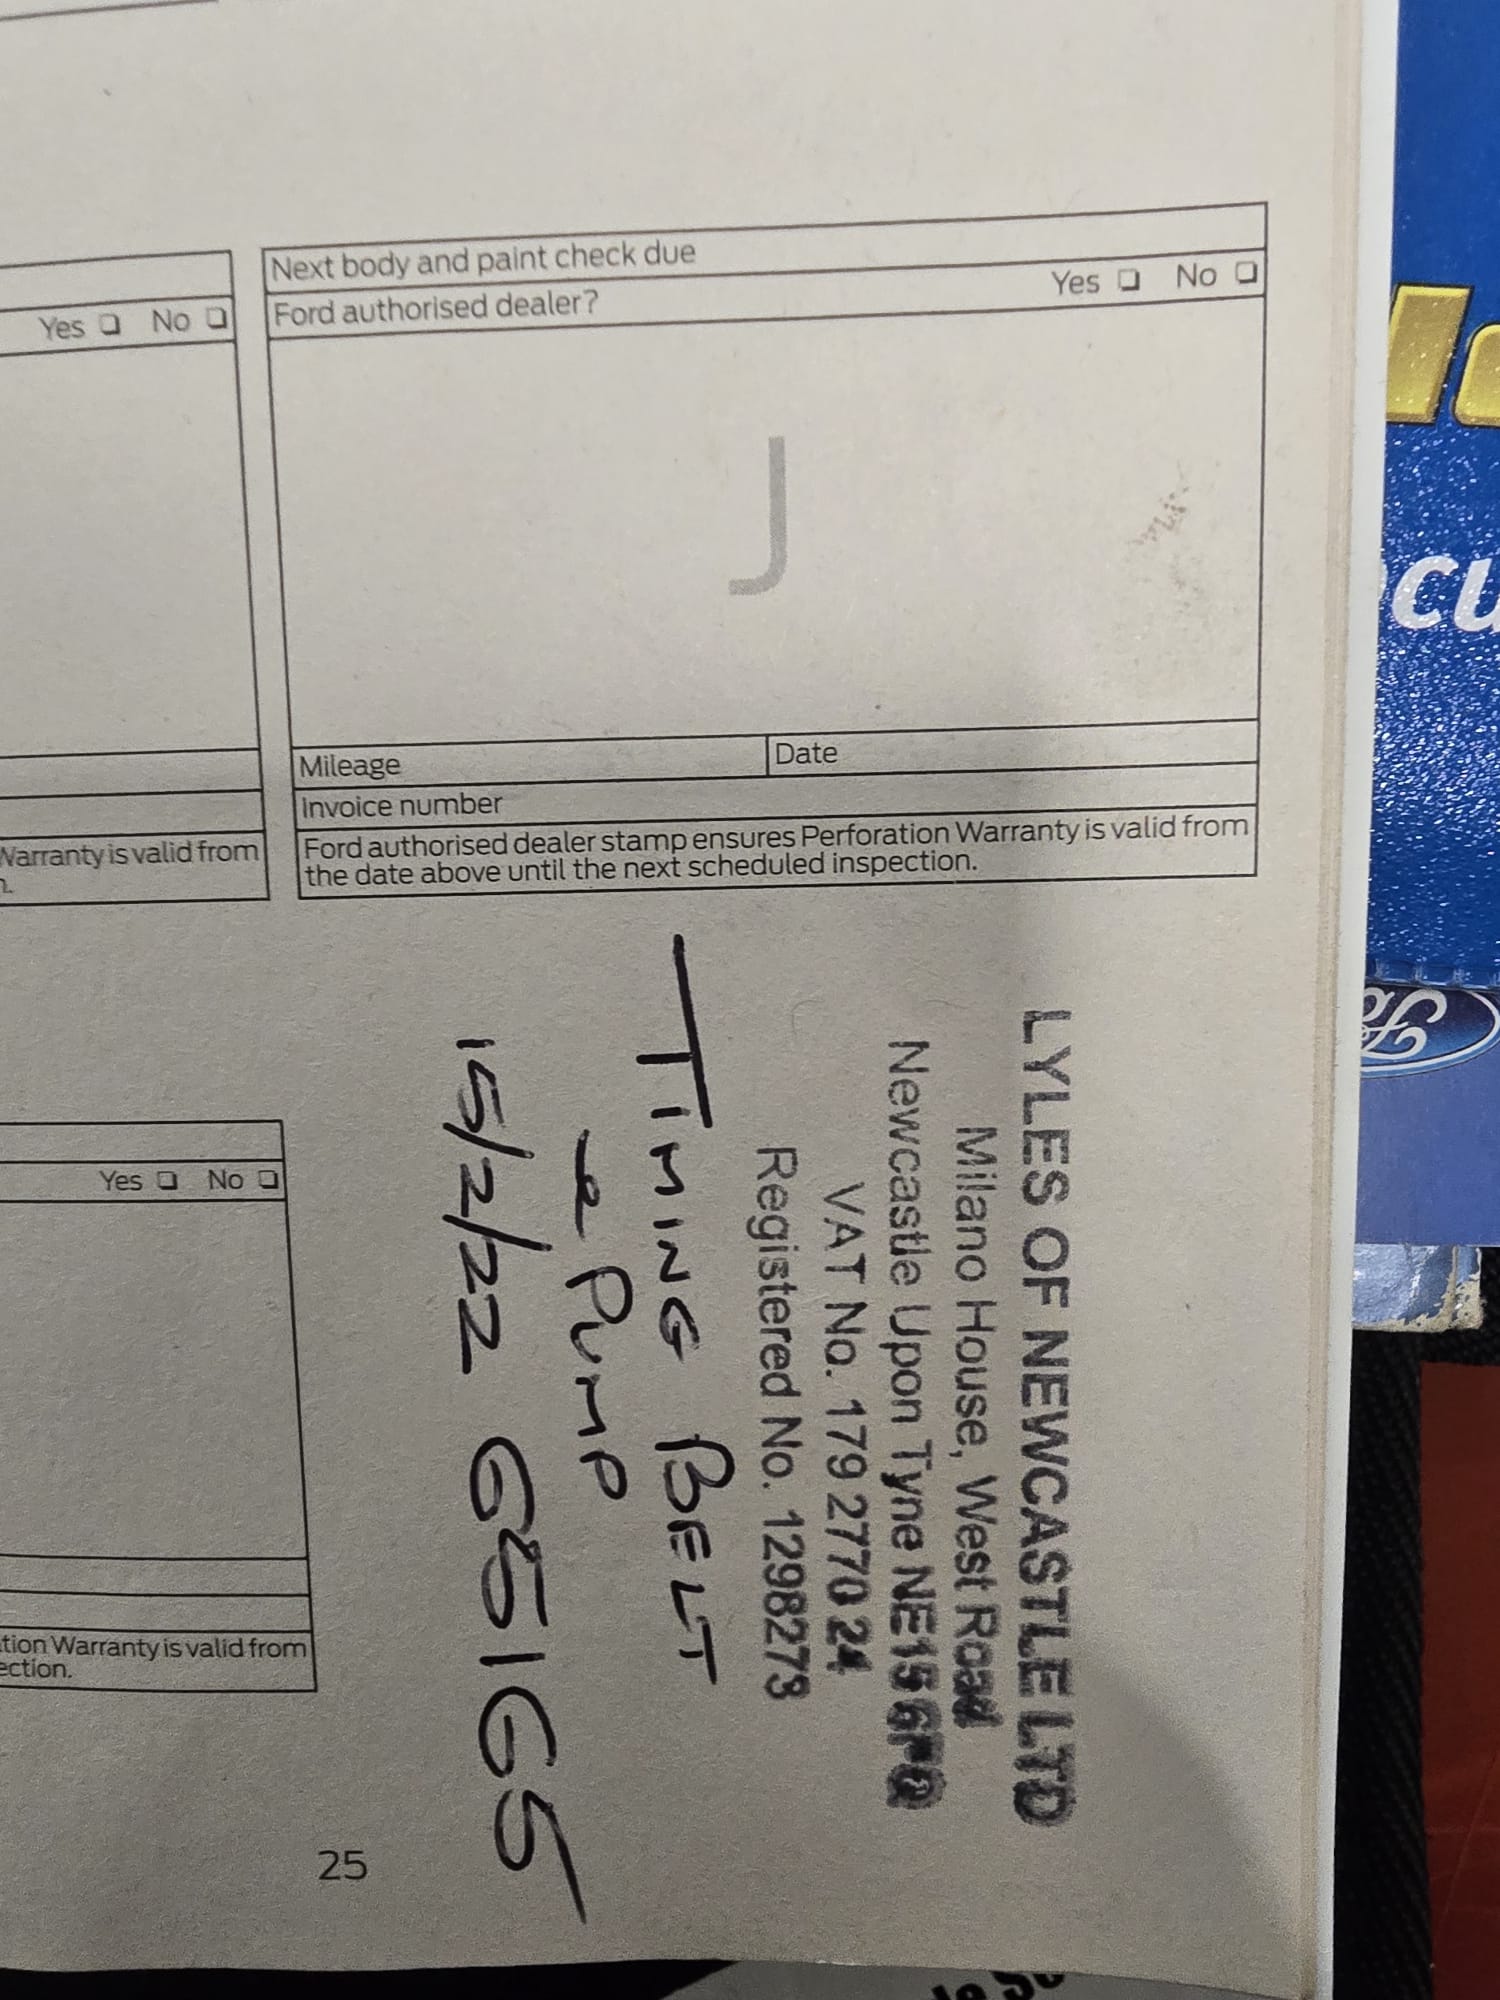 Yes ❏ No ❏
Warranty is valid from
Next body and paint check due
Ford authorised dealer? Yes ❏ No ❏
J
Mileage Date
Invoice number
Ford authorised dealer stamp ensures Perforation Warranty is valid from
the date above until the next scheduled inspection.
Yes ❏ No ❏
Warranty is valid from
25
LYLES OF NEWCASTLE LTD
Milano House, West Road
Newcastle Upon Tyne NE15
VAT No. 179 2770 24
Registered No. 1298273
TIMING BELT
& PUMP
15/2/22 65165
Ford